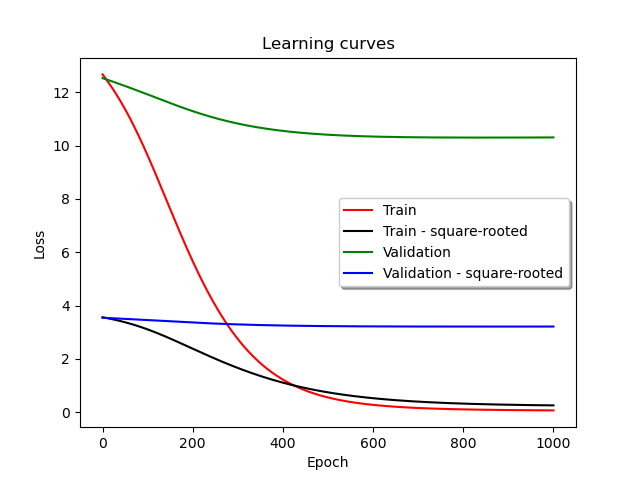 Learning curves
Loss
12
10
8
6
4
2
0
Train
Train - square-rooted
Validation
Validation - square-rooted
0 200 400 600 800 1000
Epoch